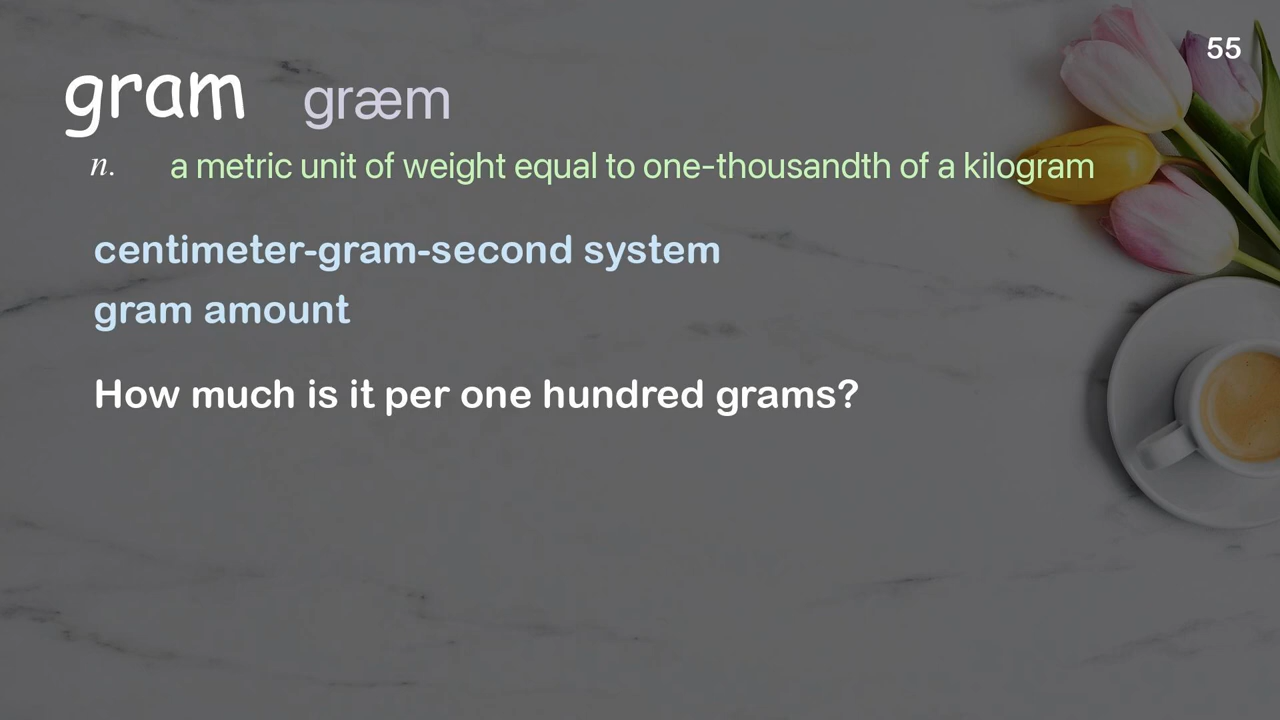 55
gram græm
n. a metric unit of weight equal to one-thousandth of a kilogram
centimeter-gram-second system
gram amount
How much is it per one hundred grams?